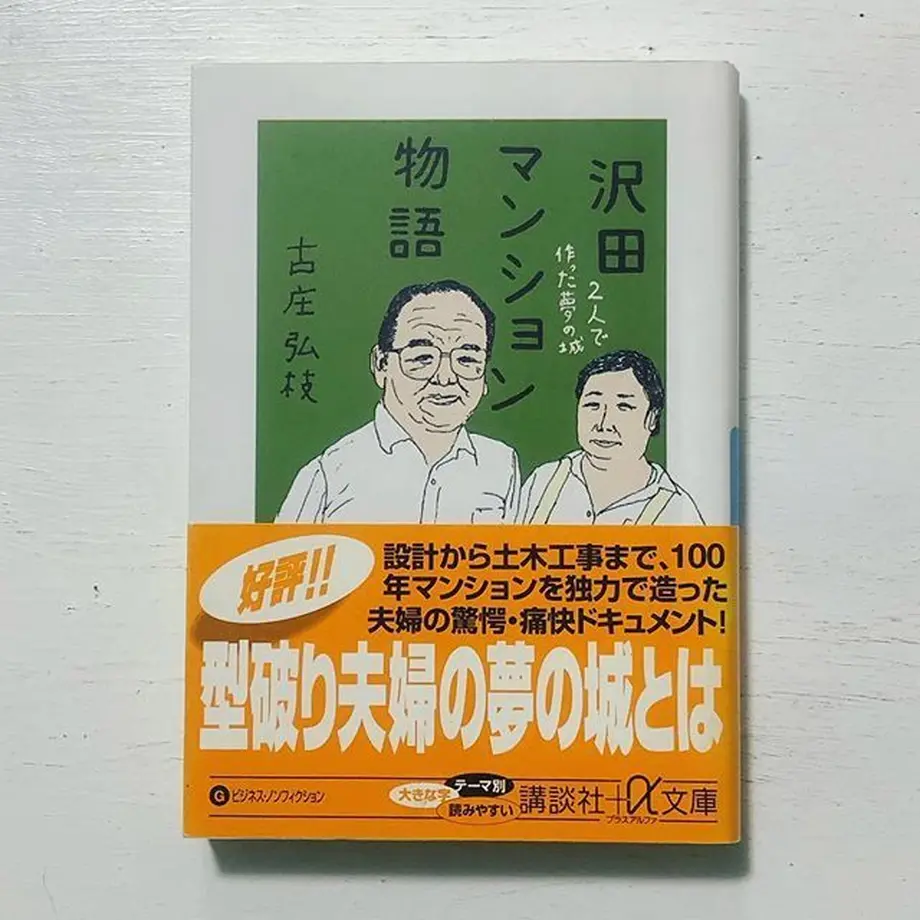 沢田
マンション
物語
2人で
作った夢の城
古庄弘枝
好評!!
設計から土木工事まで、100
年マンションを独力で造った
夫婦の驚愕・痛快ドキュメント!
型破り夫婦の夢の城とは
G ビジネス・ノンフィクション
テーマ別
大きな字
読みやすい
講談社+α文庫
プラスアルファ